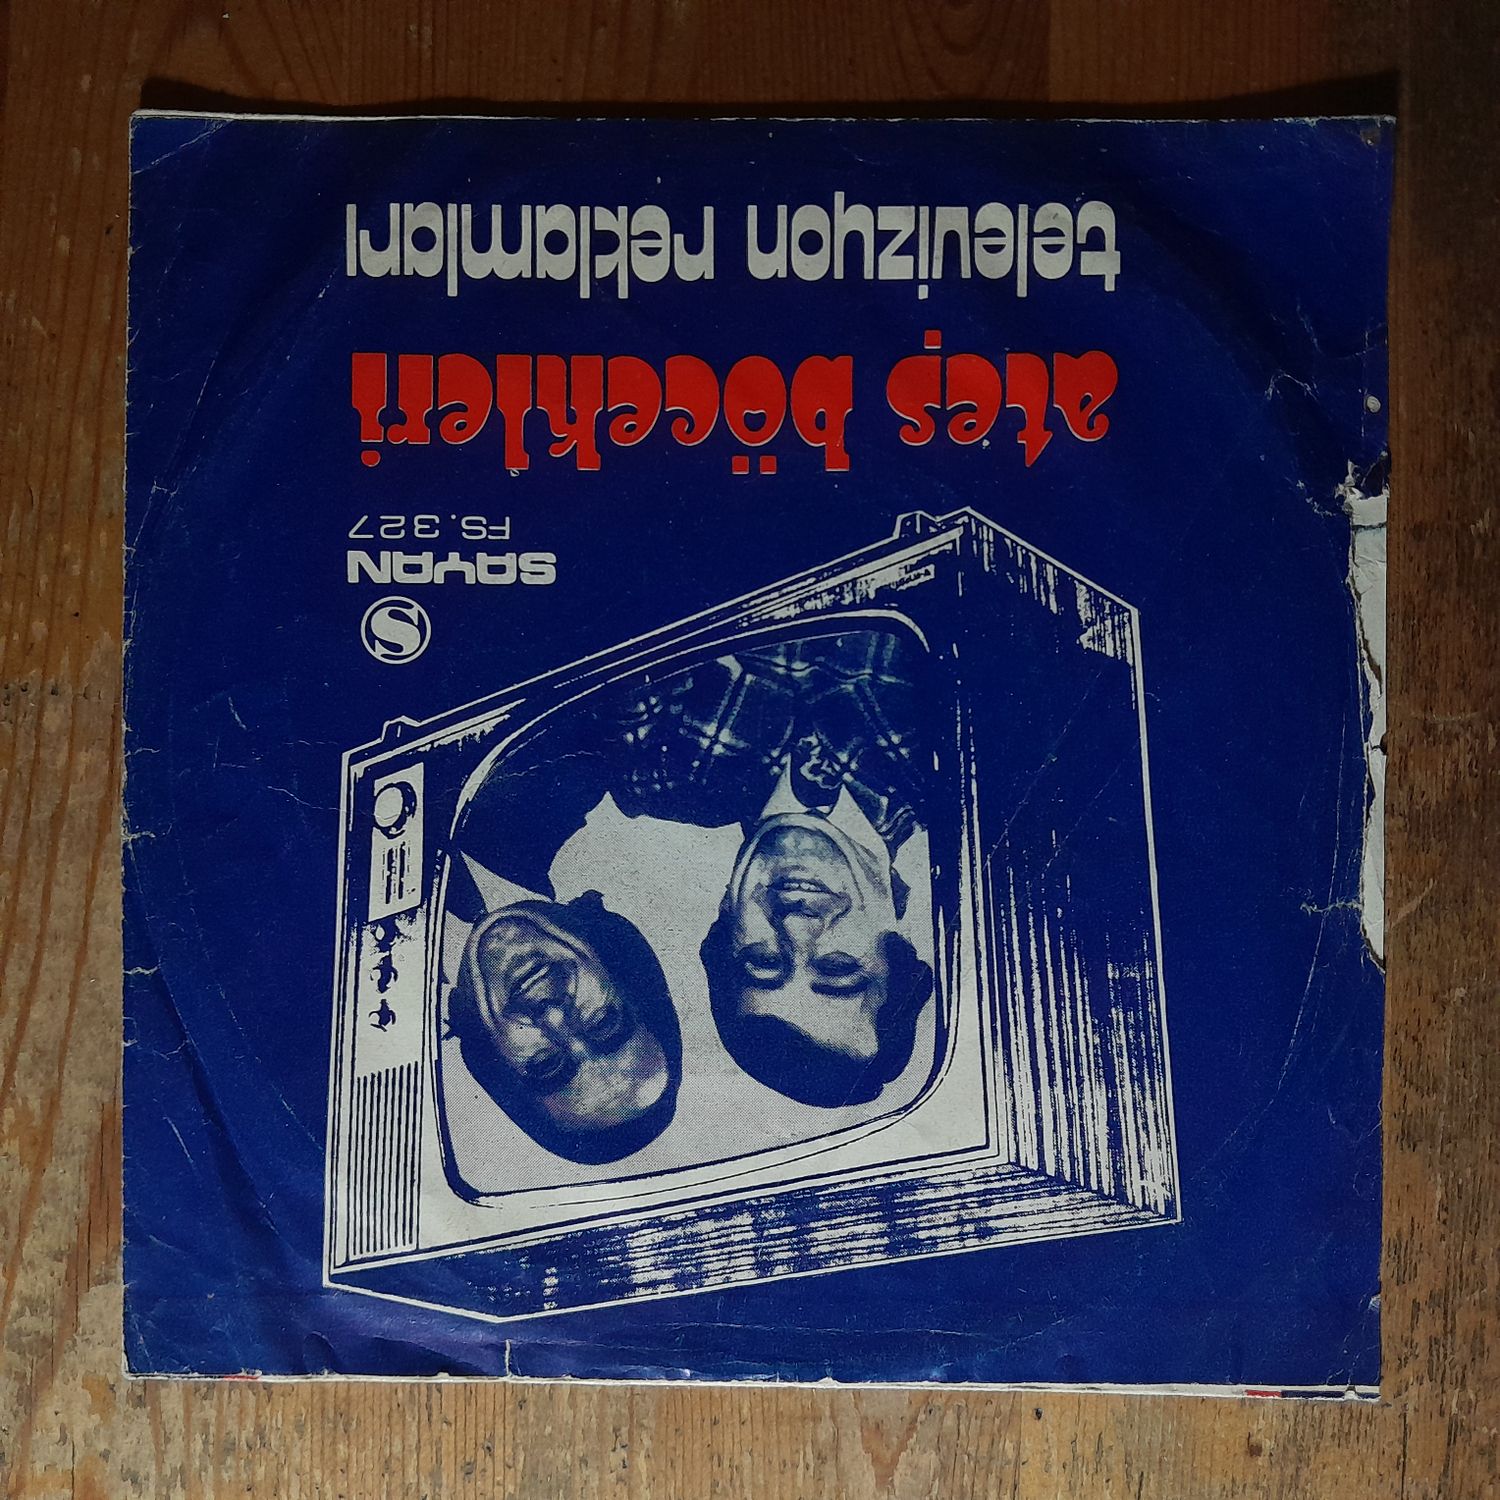 S
SAYAN
FS.327
ateş böcekleri
televizyon reklamları